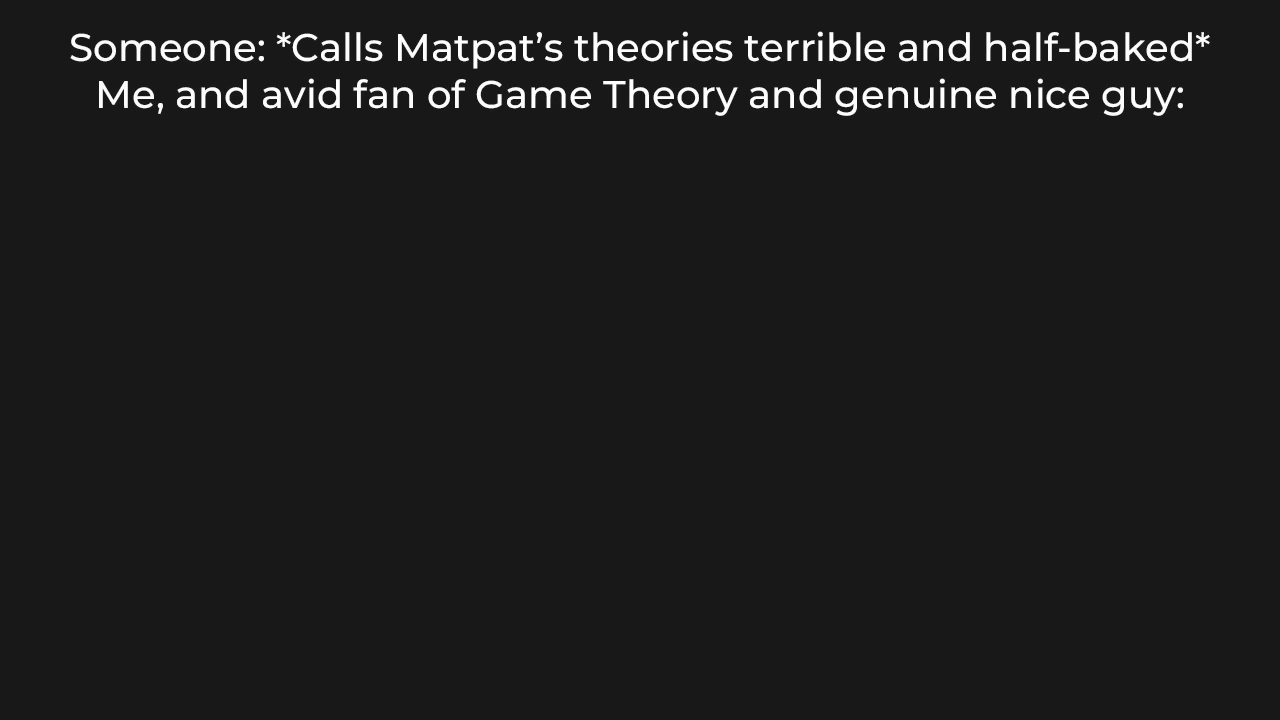 Someone: *Calls Matpat’s theories terrible and half-baked*
Me, and avid fan of Game Theory and genuine nice guy: